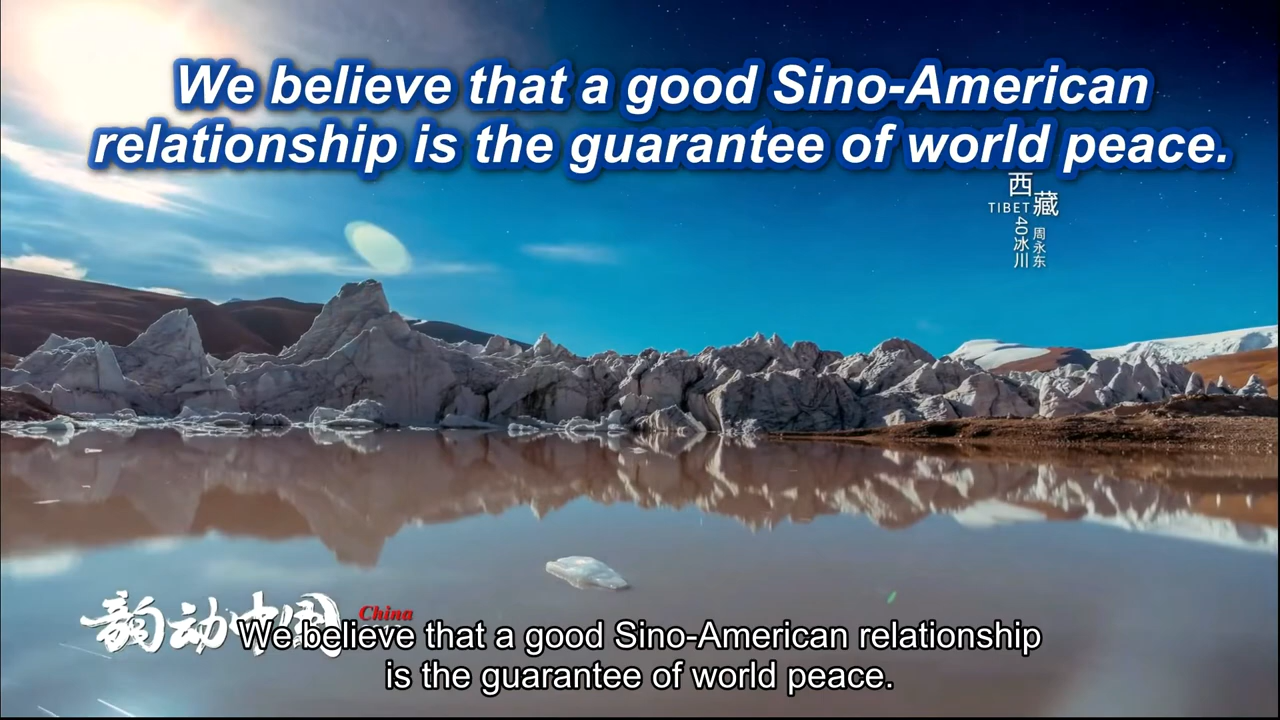 We believe that a good Sino-American
relationship is the guarantee of world peace.
西藏
TIBET
40冰川
周永东
韵动中国
China
We believe that a good Sino-American relationship
is the guarantee of world peace.